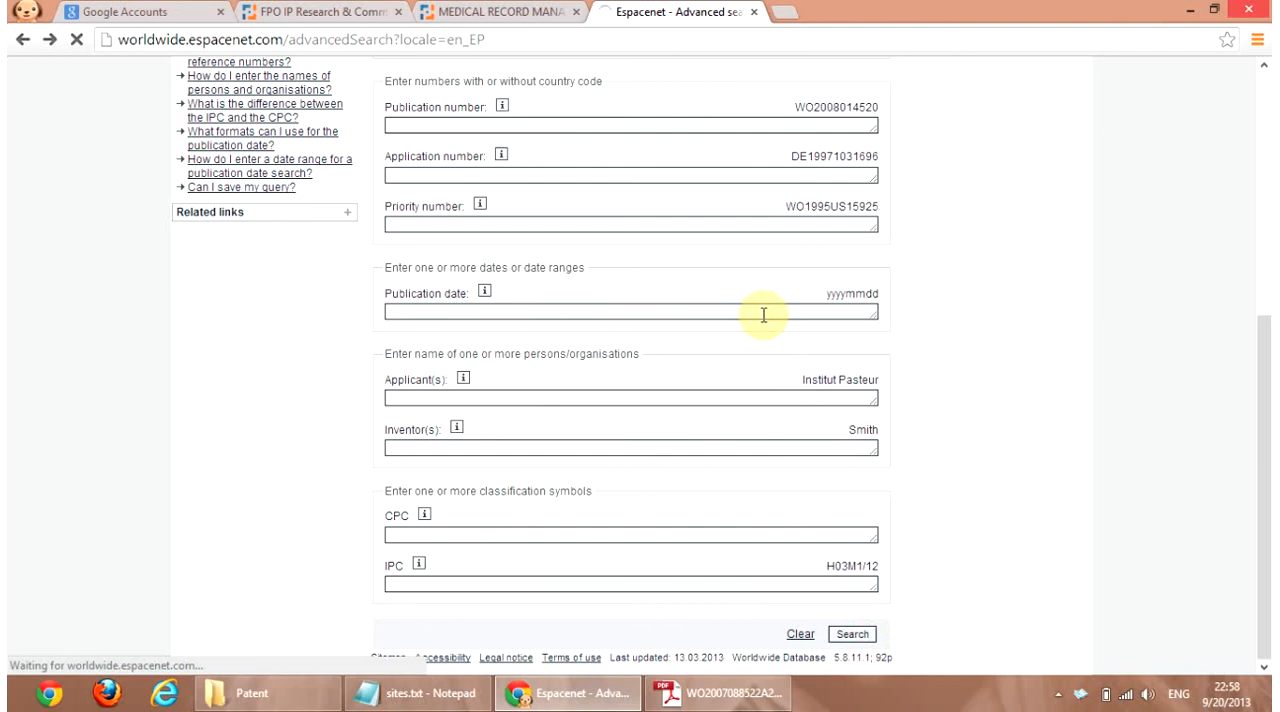 Google Accounts
FPO IP Research & Comm
MEDICAL RECORD MANA
Espacenet - Advanced sea
worldwide.espacenet.com/advancedSearch?locale=en_EP
reference numbers?
How do I enter the names of
persons and organisations?
What is the difference between
the IPC and the CPC?
What formats can I use for the
publication date?
How do I enter a date range for a
publication date search?
Can I save my query?
Related links +
Enter numbers with or without country code
Publication number: i WO2008014520
Application number: i DE19971031696
Priority number: i WO1995US15925
Enter one or more dates or date ranges
Publication date: i yyyymmdd
Enter name of one or more persons/organisations
Applicant(s): i Institut Pasteur
Inventor(s): i Smith
Enter one or more classification symbols
CPC i
IPC i H03M1/12
Clear Search
Sitemap Accessibility Legal notice Terms of use Last updated: 13.03.2013 Worldwide Database 5.8.11.1; 92p
Waiting for worldwide.espacenet.com...
Patent
sites.txt - Notepad
Espacenet - Adva...
PDF
WO2007088522A2...
ENG
22:58
9/20/2013